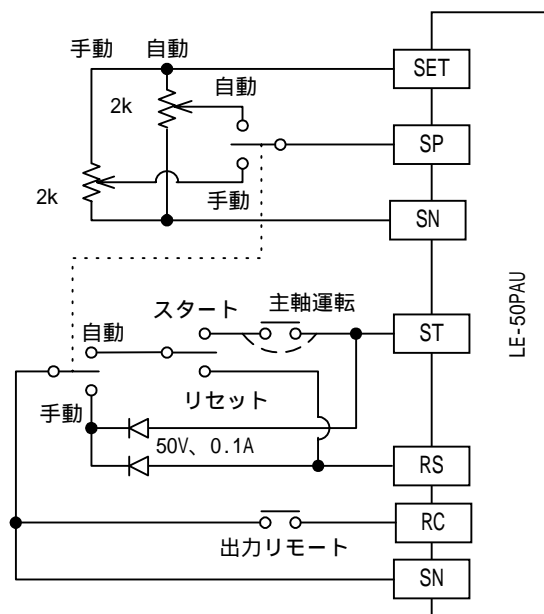 手動 自動
SET
自動
2k
SP
2k
手動
SN
LE-50PAU
スタート 主軸運転
ST
自動
リセット
手動
50V、0.1A
RS
RC
出力リモート
SN